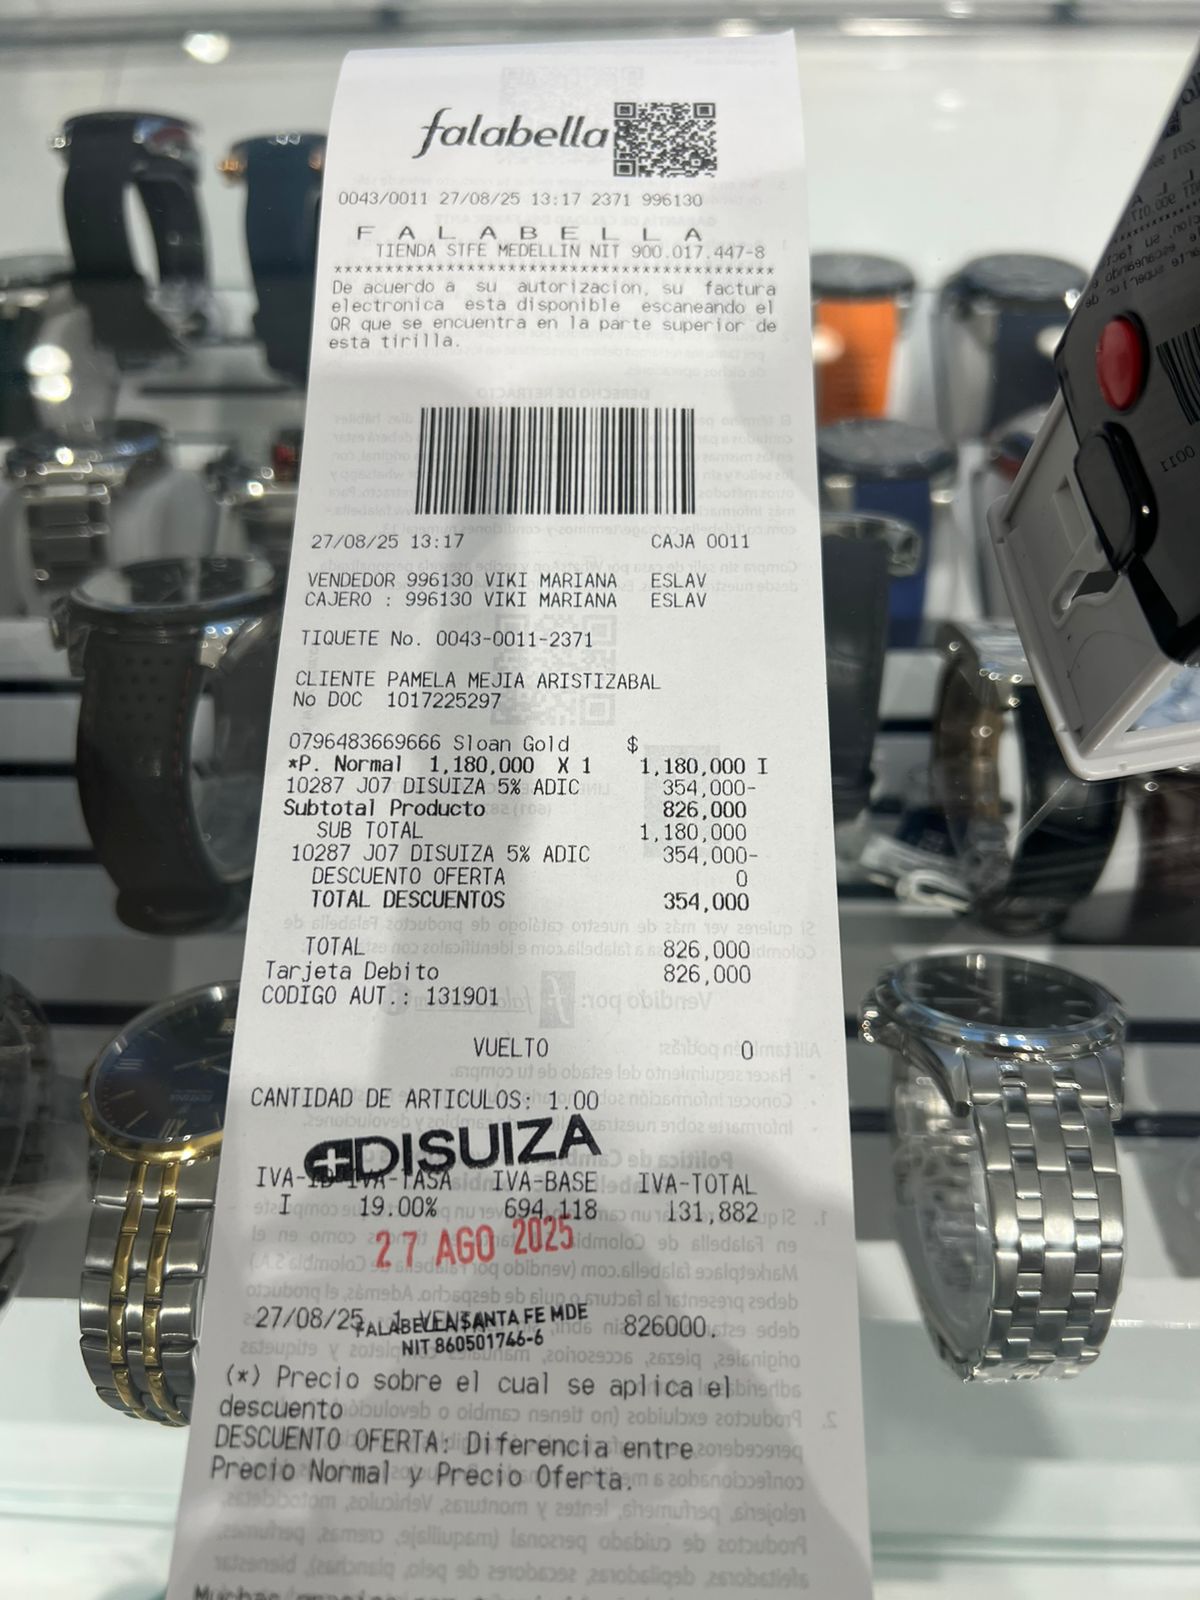 falabella
0043/0011 27/08/25 13:17 2371 996130
F A L A B E L L A
TIENDA STFE MEDELLIN NIT 900.017.447-8
******************************************
De acuerdo a su autorizacion, su factura
electronica esta disponible escaneando el
QR que se encuentra en la parte superior de
esta tirilla.
27/08/25 13:17 CAJA 0011
VENDEDOR 996130 VIKI MARIANA ESLAV
CAJERO : 996130 VIKI MARIANA ESLAV
TIQUETE No. 0043-0011-2371
CLIENTE PAMELA MEJIA ARISTIZABAL
No DOC 1017225297
0796483669666 Sloan Gold $
*P. Normal 1,180,000 X 1 1,180,000 I
10287 J07 DISUIZA 5% ADIC 354,000-
Subtotal Producto 826,000
SUB TOTAL 1,180,000
10287 J07 DISUIZA 5% ADIC 354,000-
DESCUENTO OFERTA 0
TOTAL DESCUENTOS 354,000
TOTAL 826,000
Tarjeta Debito 826,000
CODIGO AUT.: 131901
VUELTO 0
CANTIDAD DE ARTICULOS: 1.00
DISUIZA
IVA-ID IVA-TASA IVA-BASE IVA-TOTAL
I 19.00% 694,118 131,882
27 AGO 2025
27/08/25 1 826000.
FALABELLA SANTA FE MDE
NIT 860501746-6
(*) Precio sobre el cual se aplica el
descuento
DESCUENTO OFERTA: Diferencia entre
Precio Normal y Precio Oferta.